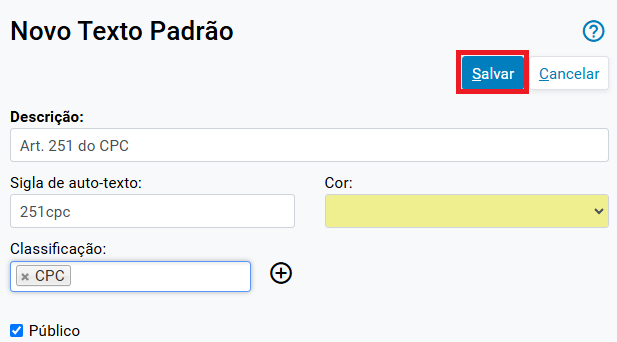 Novo Texto Padrão
?
Salvar Cancelar
Descrição:
Art. 251 do CPC
Sigla de auto-texto: Cor:
251cpc
Classificação:
× CPC
Público